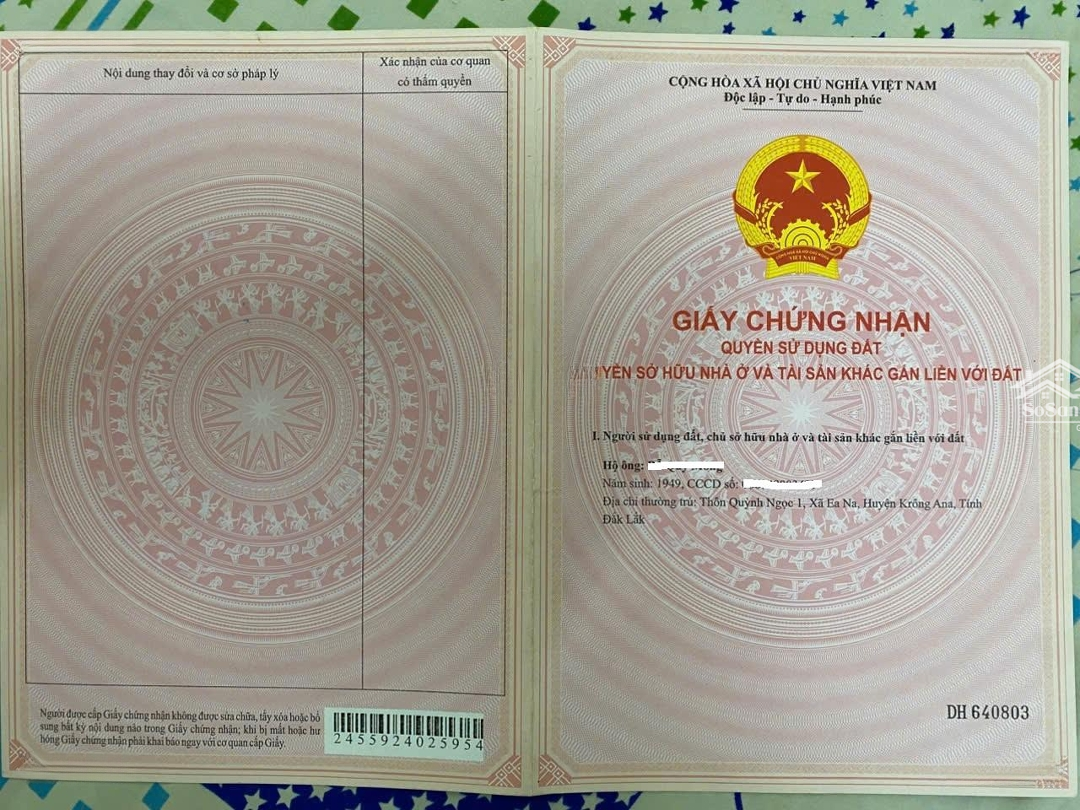 Nội dung thay đổi và cơ sở pháp lý
Xác nhận của cơ quan
có thẩm quyền
Người được cấp Giấy chứng nhận không được sửa chữa, tẩy xóa hoặc bổ
sung bất kỳ nội dung nào trong Giấy chứng nhận; khi bị mất hoặc hư
hỏng Giấy chứng nhận phải khai báo ngay với cơ quan cấp Giấy.
2455924025954
CỘNG HÒA XÃ HỘI CHỦ NGHĨA VIỆT NAM
Độc lập - Tự do - Hạnh phúc
VIỆT NAM
GIẤY CHỨNG NHẬN
QUYỀN SỬ DỤNG ĐẤT
SỞ HỮU NHÀ Ở VÀ TÀI SẢN KHÁC GẮN LIỀN VỚI ĐẤT
I. Người sử dụng đất, chủ sở hữu nhà ở và tài sản khác gắn liền với đất
Hộ ông:
Năm sinh: 1949, CCCD số:
Địa chỉ thường trú: Thôn Quỳnh Ngọc 1, Xã Ea Na, Huyện Krông Ana, Tỉnh
Đắk Lắk
DH 640803
SoSan